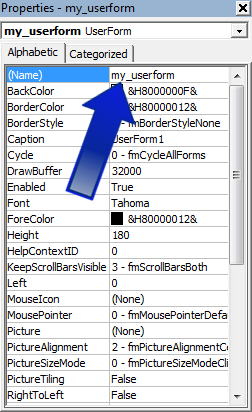 Properties - my_userform
my_userform UserForm
Alphabetic Categorized
(Name) my_userform
BackColor &H8000000F&
BorderColor &H80000012&
BorderStyle - fmBorderStyleNone
Caption UserForm1
Cycle 0 - fmCycleAllForms
DrawBuffer 32000
Enabled True
Font Tahoma
ForeColor &H80000012&
Height 180
HelpContextID 0
KeepScrollBarsVisible 3 - fmScrollBarsBoth
Left 0
MouseIcon (None)
MousePointer 0 - fmMousePointerDefa
Picture (None)
PictureAlignment 2 - fmPictureAlignmentC
PictureSizeMode 0 - fmPictureSizeModeCli
PictureTiling False
RightToLeft False